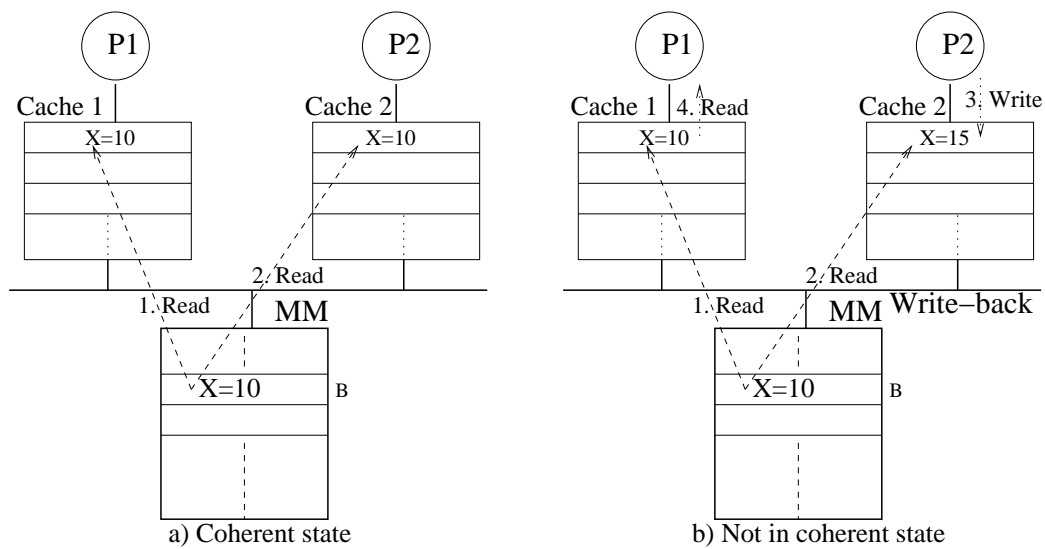 P1
P2
Cache 1
Cache 2
X=10
X=10
1. Read
2. Read
MM
X=10
B
a) Coherent state
P1
P2
Cache 1
4. Read
Cache 2
3. Write
X=10
X=15
1. Read
2. Read
MM
Write−back
X=10
B
b) Not in coherent state